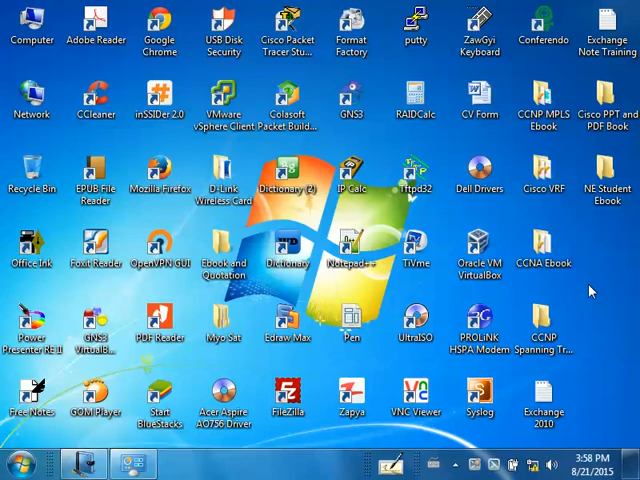 Computer
Adobe Reader
Google
Chrome
USB Disk
Security
Cisco Packet
Tracer Stu...
Format
Factory
putty
ZawGyi
Keyboard
Conferendo
Exchange
Note Training
Network
CCleaner
inSSIDer 2.0
VMware
vSphere Client
Colasoft
Packet Build...
GNS3
RAIDCalc
CV Form
CCNP MPLS
Ebook
Cisco PPT and
PDF Book
Recycle Bin
EPUB File
Reader
Mozilla Firefox
D-Link
Wireless Card
Dictionary (2)
IP Calc
Tftpd32
Dell Drivers
Cisco VRF
NE Student
Ebook
Office Ink
Foxit Reader
OpenVPN GUI
Ebook and
Quotation
Dictionary
Notepad++
TiVme
Oracle VM
VirtualBox
CCNA Ebook
Power
Presenter RE II
GNS3
VirtualB...
PDF Reader
Myo Sat
Edraw Max
Pen
UltraISO
PROLiNK
HSPA Modem
CCNP
Spanning Tr...
Free Notes
GOM Player
Start
BlueStacks
Acer Aspire
AO756 Driver
FileZilla
Zapya
VNC Viewer
Syslog
Exchange
2010
3:58 PM
8/21/2015